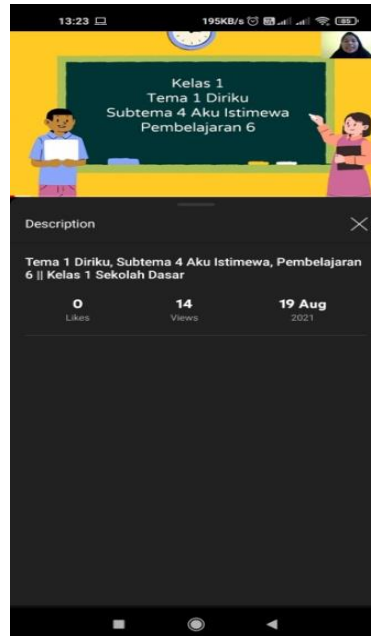 13:23 195KB/s 85
Kelas 1
Tema 1 Diriku
Subtema 4 Aku Istimewa
Pembelajaran 6
Description
Tema 1 Diriku, Subtema 4 Aku Istimewa, Pembelajaran
6 || Kelas 1 Sekolah Dasar
0 14 19 Aug
Likes Views 2021